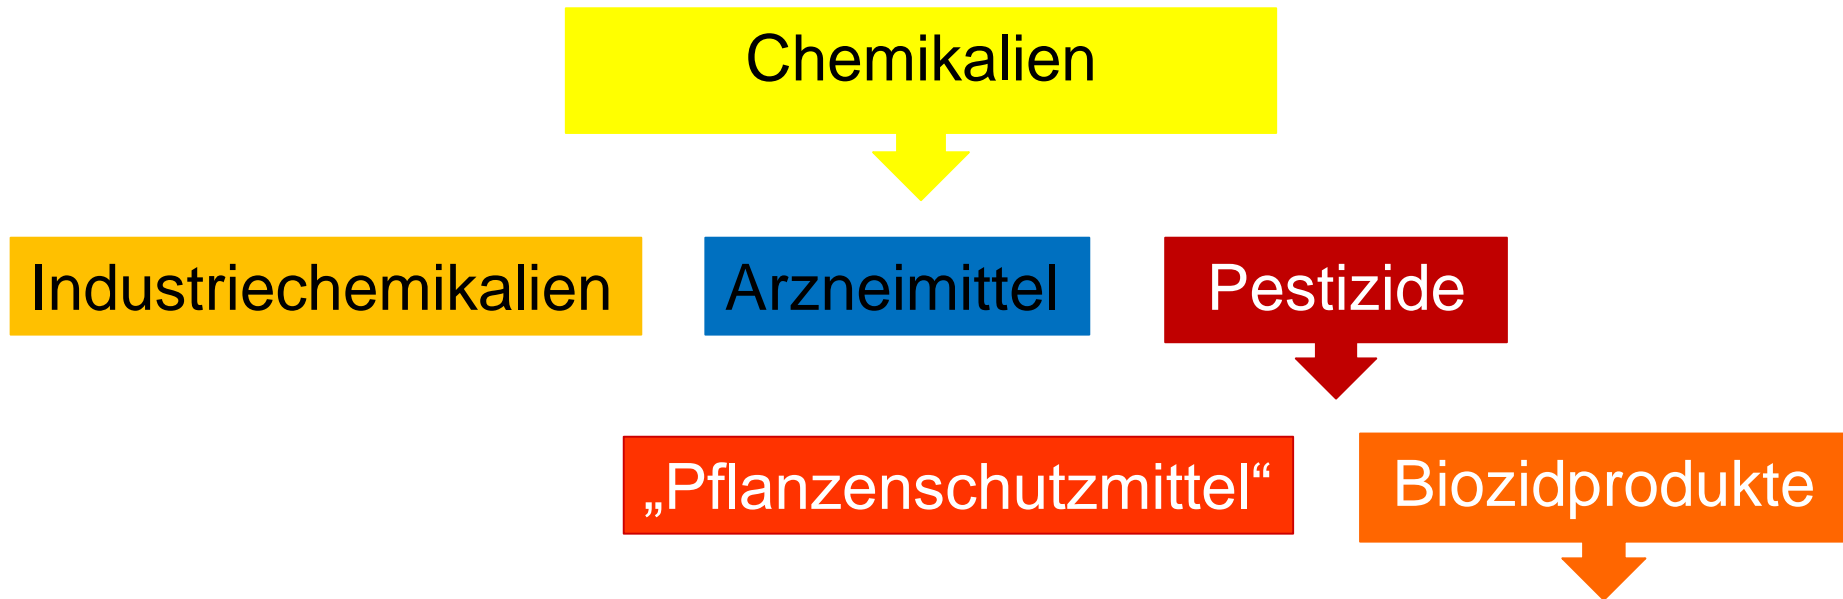 Chemikalien
Industriechemikalien
Arzneimittel
Pestizide
„Pflanzenschutzmittel“
Biozidprodukte